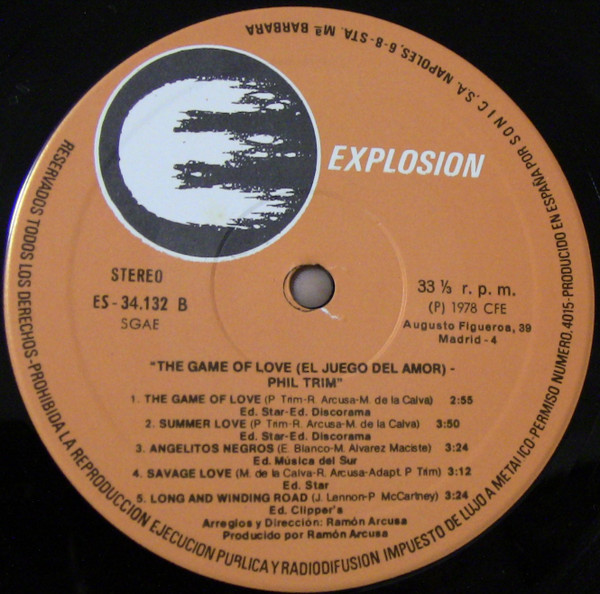 EXPLOSION
STEREO
ES-34.132 B
SGAE
33 ⅓ r. p. m.
(P) 1978 CFE
Augusto Figueroa, 39
Madrid - 4
"THE GAME OF LOVE (EL JUEGO DEL AMOR) -
PHIL TRIM"
1. THE GAME OF LOVE (P Trim-R. Arcusa-M. de la Calva) 2:55
Ed. Star-Ed. Discorama
2. SUMMER LOVE (P Trim-R. Arcusa-M. de la Calva) 3:50
Ed. Star-Ed. Discorama
3. ANGELITOS NEGROS (E. Blanco-M. Alvarez Maciste) 3:24
Ed. Música del Sur
4. SAVAGE LOVE (M. de la Calva-R. Arcusa-Adapt. P Trim) 3:12
Ed. Star
5. LONG AND WINDING ROAD (J. Lennon-P McCartney) 3:24
Ed. Clipper's
Arreglos y Dirección: Ramón Arcusa
Producido por Ramón Arcusa
RESERVADOS TODOS LOS DERECHOS-PROHIBIDA LA REPRODUCCION EJECUCION PUBLICA Y RADIODIFUSION IMPUESTO DE LUJO A METALICO-PERMISO NUMERO, 4015-PRODUCIDO EN ESPAÑA POR S O N I C , S.A. NAPOLES, 6-8-STA. Mª BARBARA